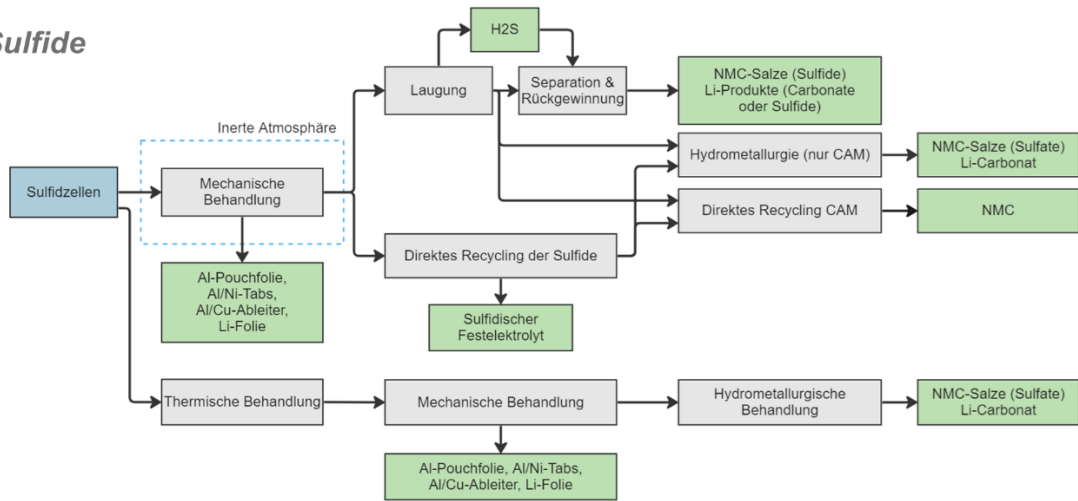 Sulfide
H2S
Laugung
Separation &
Rückgewinnung
NMC-Salze (Sulfide)
Li-Produkte (Carbonate
oder Sulfide)
Inerte Atmosphäre
Sulfidzellen
Mechanische
Behandlung
Hydrometallurgie (nur CAM)
NMC-Salze (Sulfate)
Li-Carbonat
Direktes Recycling CAM
NMC
Direktes Recycling der Sulfide
Al-Pouchfolie,
Al/Ni-Tabs,
Al/Cu-Ableiter,
Li-Folie
Sulfidischer
Festelektrolyt
Thermische Behandlung
Mechanische Behandlung
Hydrometallurgische
Behandlung
NMC-Salze (Sulfate)
Li-Carbonat
Al-Pouchfolie, Al/Ni-Tabs,
Al/Cu-Ableiter, Li-Folie